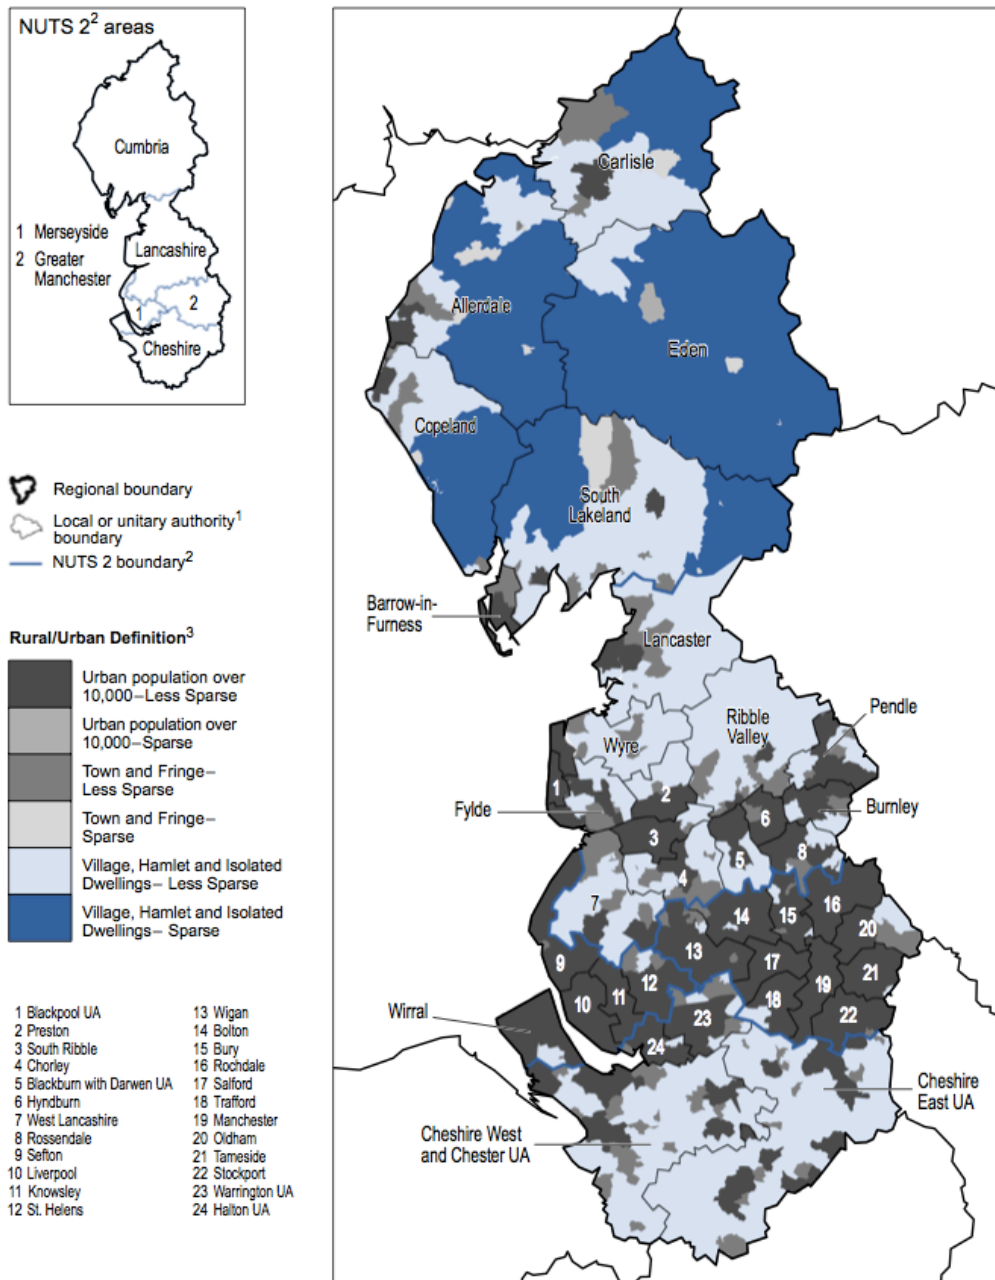 NUTS 2² areas
Cumbria
1 Merseyside
2 Greater
Manchester
Lancashire
2
1
Cheshire
Regional boundary
Local or unitary authority¹
boundary
NUTS 2 boundary²
Rural/Urban Definition³
Urban population over
10,000–Less Sparse
Urban population over
10,000–Sparse
Town and Fringe–
Less Sparse
Town and Fringe–
Sparse
Village, Hamlet and Isolated
Dwellings– Less Sparse
Village, Hamlet and Isolated
Dwellings– Sparse
1 Blackpool UA
2 Preston
3 South Ribble
4 Chorley
5 Blackburn with Darwen UA
6 Hyndburn
7 West Lancashire
8 Rossendale
9 Sefton
10 Liverpool
11 Knowsley
12 St. Helens
13 Wigan
14 Bolton
15 Bury
16 Rochdale
17 Salford
18 Trafford
19 Manchester
20 Oldham
21 Tameside
22 Stockport
23 Warrington UA
24 Halton UA
Carlisle
Allerdale
Eden
Copeland
South
Lakeland
Barrow-in-
Furness
Lancaster
Ribble
Valley
Pendle
Wyre
1
2
Fylde
Burnley
6
3
5
8
4
7
14
15
16
20
9
13
17
21
12
19
10
11
18
22
Wirral
23
24
Cheshire
East UA
Cheshire West
and Chester UA